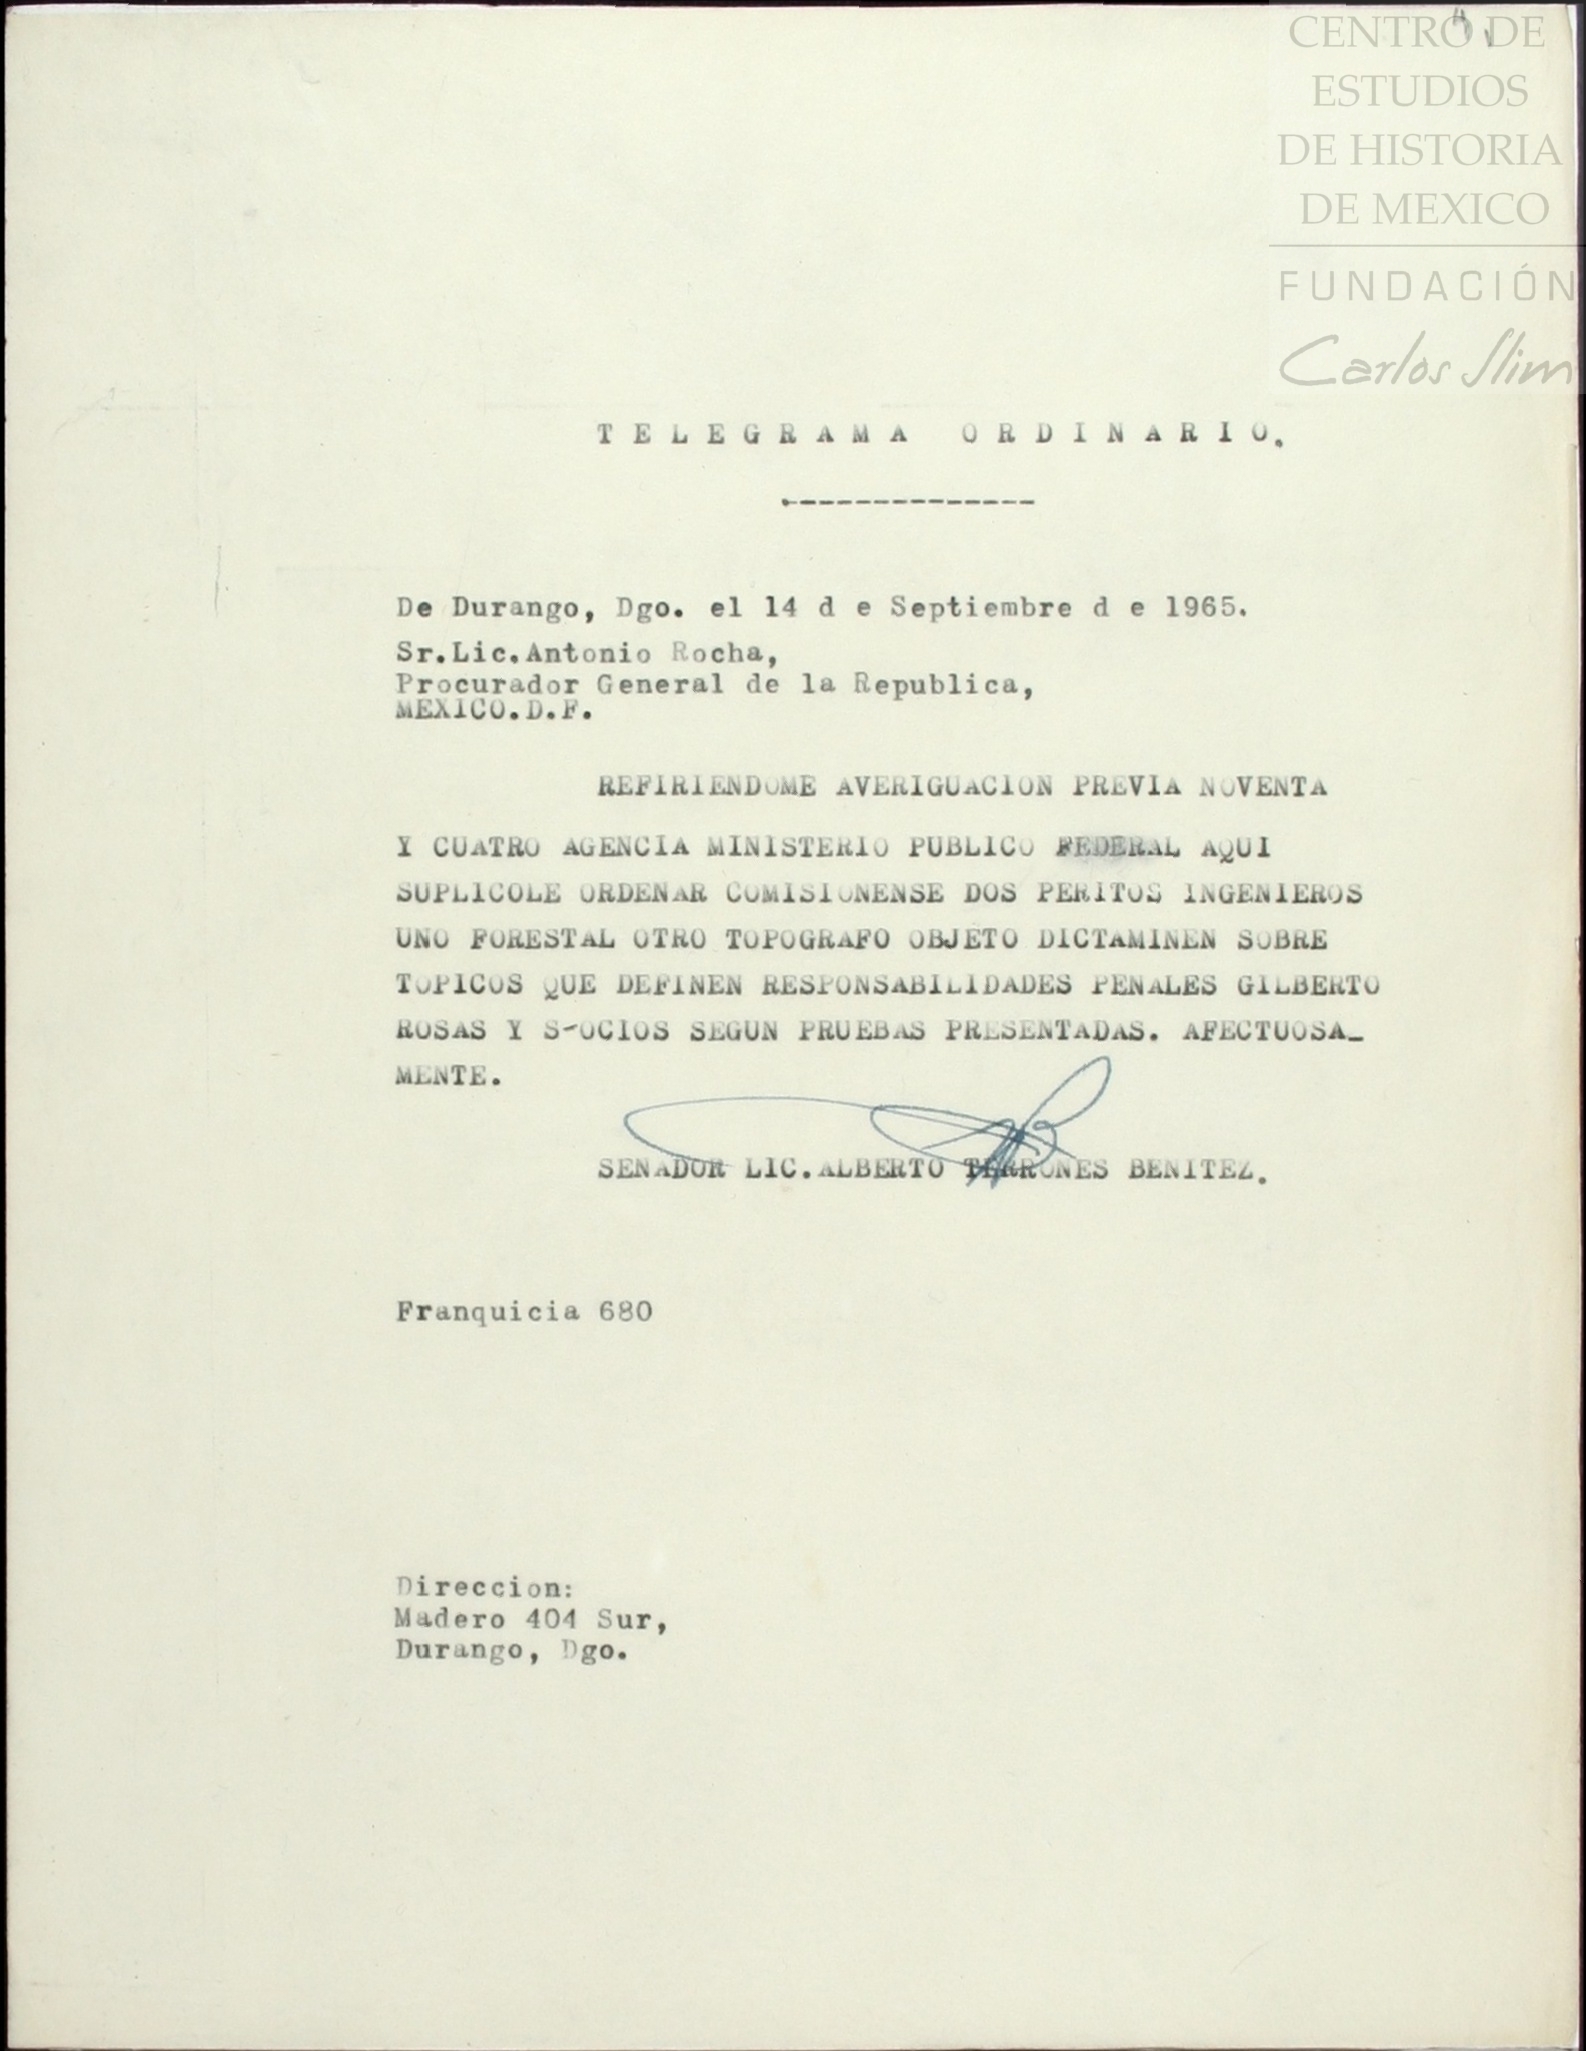 CENTRO DE
ESTUDIOS
DE HISTORIA
DE MEXICO
FUNDACIÓN
Carlos Slim
T E L E G R A M A   O R D I N A R I O.
De Durango, Dgo. el 14 d e Septiembre d e 1965.
Sr.Lic.Antonio Rocha,
Procurador General de la Republica,
MEXICO.D.F.
REFIRIENDOME AVERIGUACION PREVIA NOVENTA
Y CUATRO AGENCIA MINISTERIO PUBLICO FEDERAL AQUI
SUPLICOLE ORDENAR COMISIONENSE DOS PERITOS INGENIEROS
UNO FORESTAL OTRO TOPOGRAFO OBJETO DICTAMINEN SOBRE
TOPICOS QUE DEFINEN RESPONSABILIDADES PENALES GILBERTO
ROSAS Y S-OCIOS SEGUN PRUEBAS PRESENTADAS. AFECTUOSA_
MENTE.
SENADOR LIC.ALBERTO TERRONES BENITEZ.
Franquicia 680
Direccion:
Madero 404 Sur,
Durango, Dgo.